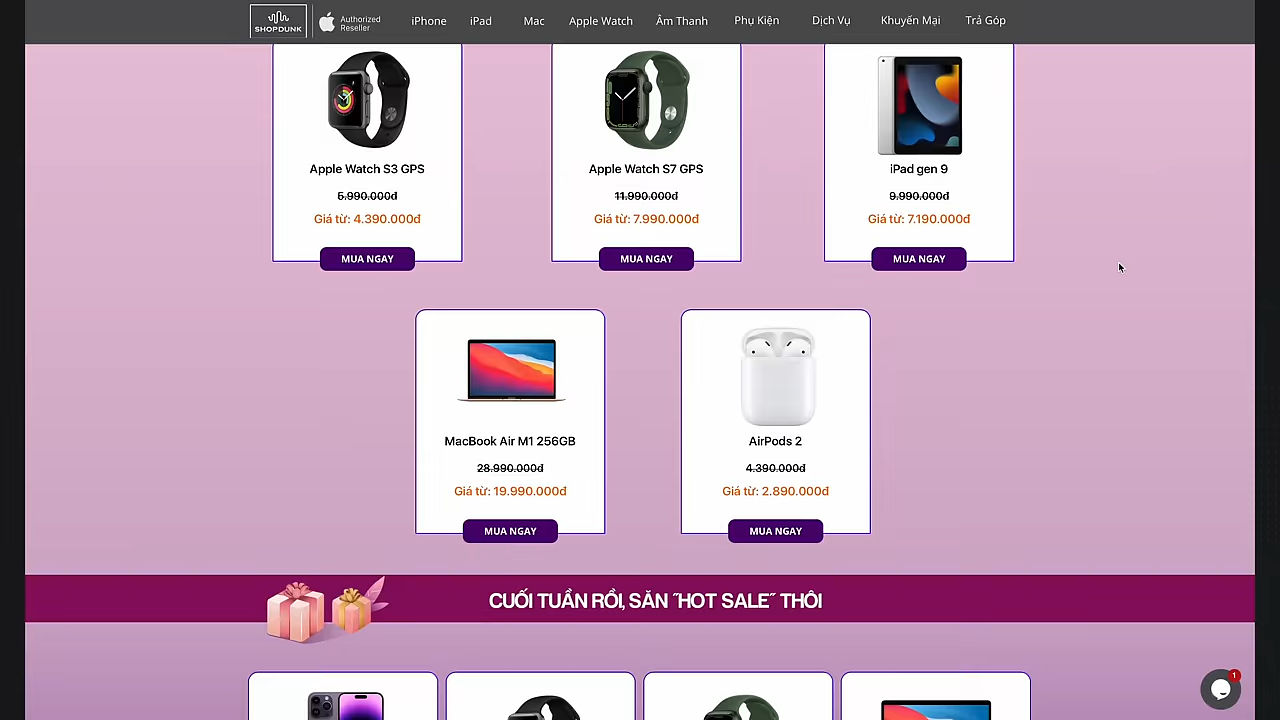 SHOPDUNK
Authorized
Reseller
iPhone
iPad
Mac
Apple Watch
Âm Thanh
Phụ Kiện
Dịch Vụ
Khuyến Mại
Trả Góp
Apple Watch S3 GPS
5.990.000đ
Giá từ: 4.390.000đ
MUA NGAY
Apple Watch S7 GPS
11.990.000đ
Giá từ: 7.990.000đ
MUA NGAY
iPad gen 9
9.990.000đ
Giá từ: 7.190.000đ
MUA NGAY
MacBook Air M1 256GB
28.990.000đ
Giá từ: 19.990.000đ
MUA NGAY
AirPods 2
4.390.000đ
Giá từ: 2.890.000đ
MUA NGAY
CUỐI TUẦN RỒI, SĂN "HOT SALE" THÔI
1